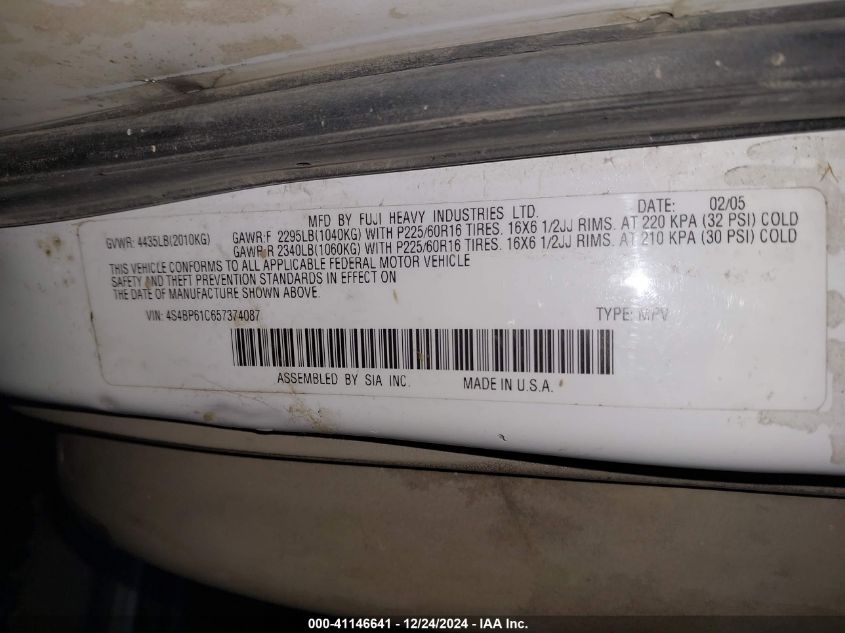 MFD BY FUJI HEAVY INDUSTRIES LTD. DATE: 02/05
GVWR: 4435LB(2010KG) GAWR:F 2295LB(1040KG) WITH P225/60R16 TIRES. 16X6 1/2JJ RIMS. AT 220 KPA (32 PSI) COLD
GAWR:R 2340LB(1060KG) WITH P225/60R16 TIRES. 16X6 1/2JJ RIMS. AT 210 KPA (30 PSI) COLD
THIS VEHICLE CONFORMS TO ALL APPLICABLE FEDERAL MOTOR VEHICLE
SAFETY AND THEFT PREVENTION STANDARDS IN EFFECT ON
THE DATE OF MANUFACTURE SHOWN ABOVE.
VIN: 4S4BP61C657374087 TYPE: MPV
ASSEMBLED BY SIA INC. MADE IN U.S.A.
000-41146641 - 12/24/2024 - IAA Inc.